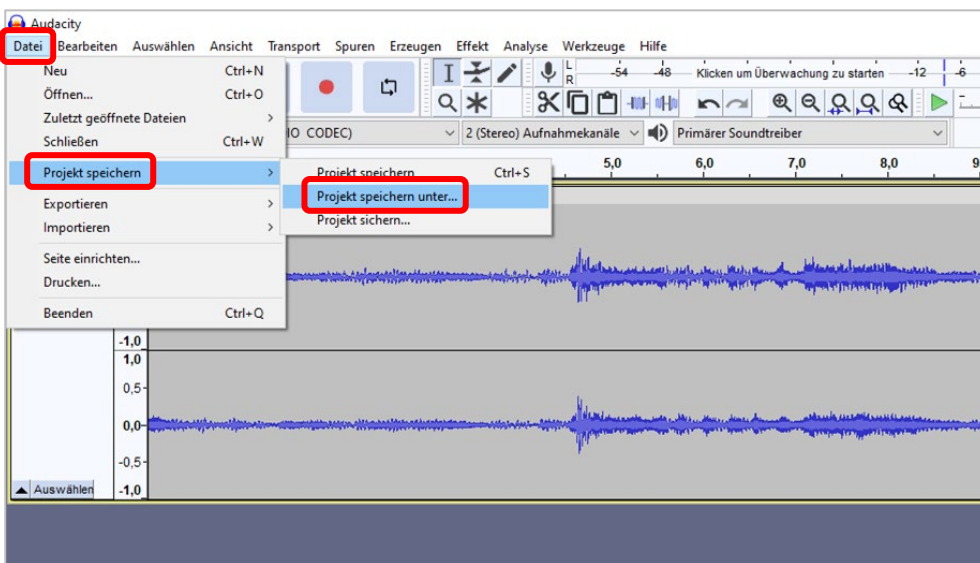 Audacity
Datei Bearbeiten Auswählen Ansicht Transport Spuren Erzeugen Effekt Analyse Werkzeuge Hilfe
L
R
-54 -48 Klicken um Überwachung zu starten -12 -6
Neu Ctrl+N
Öffnen... Ctrl+O
Zuletzt geöffnete Dateien >
Schließen Ctrl+W
CODEC) 2 (Stereo) Aufnahmekanäle Primärer Soundtreiber
5,0 6,0 7,0 8,0 9
Projekt speichern >
Projekt speichern Ctrl+S
Projekt speichern unter...
Projekt sichern...
Exportieren >
Importieren >
Seite einrichten...
Drucken...
Beenden Ctrl+Q
-1,0
1,0
0,5-
0,0-
-0,5-
Auswählen -1,0